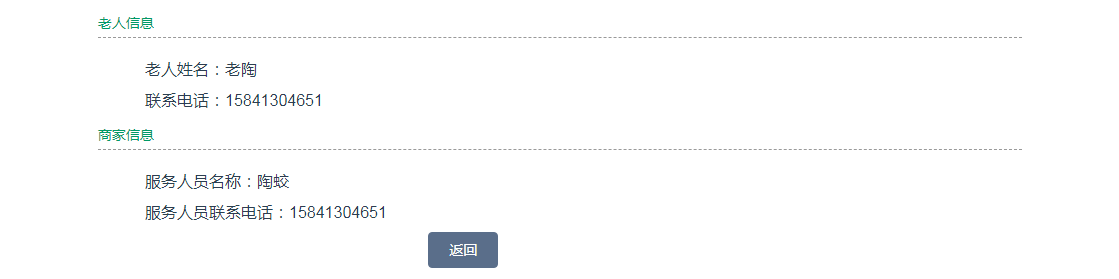 老人信息
老人姓名：老陶
联系电话：15841304651
商家信息
服务人员名称：陶蛟
服务人员联系电话：15841304651
返回